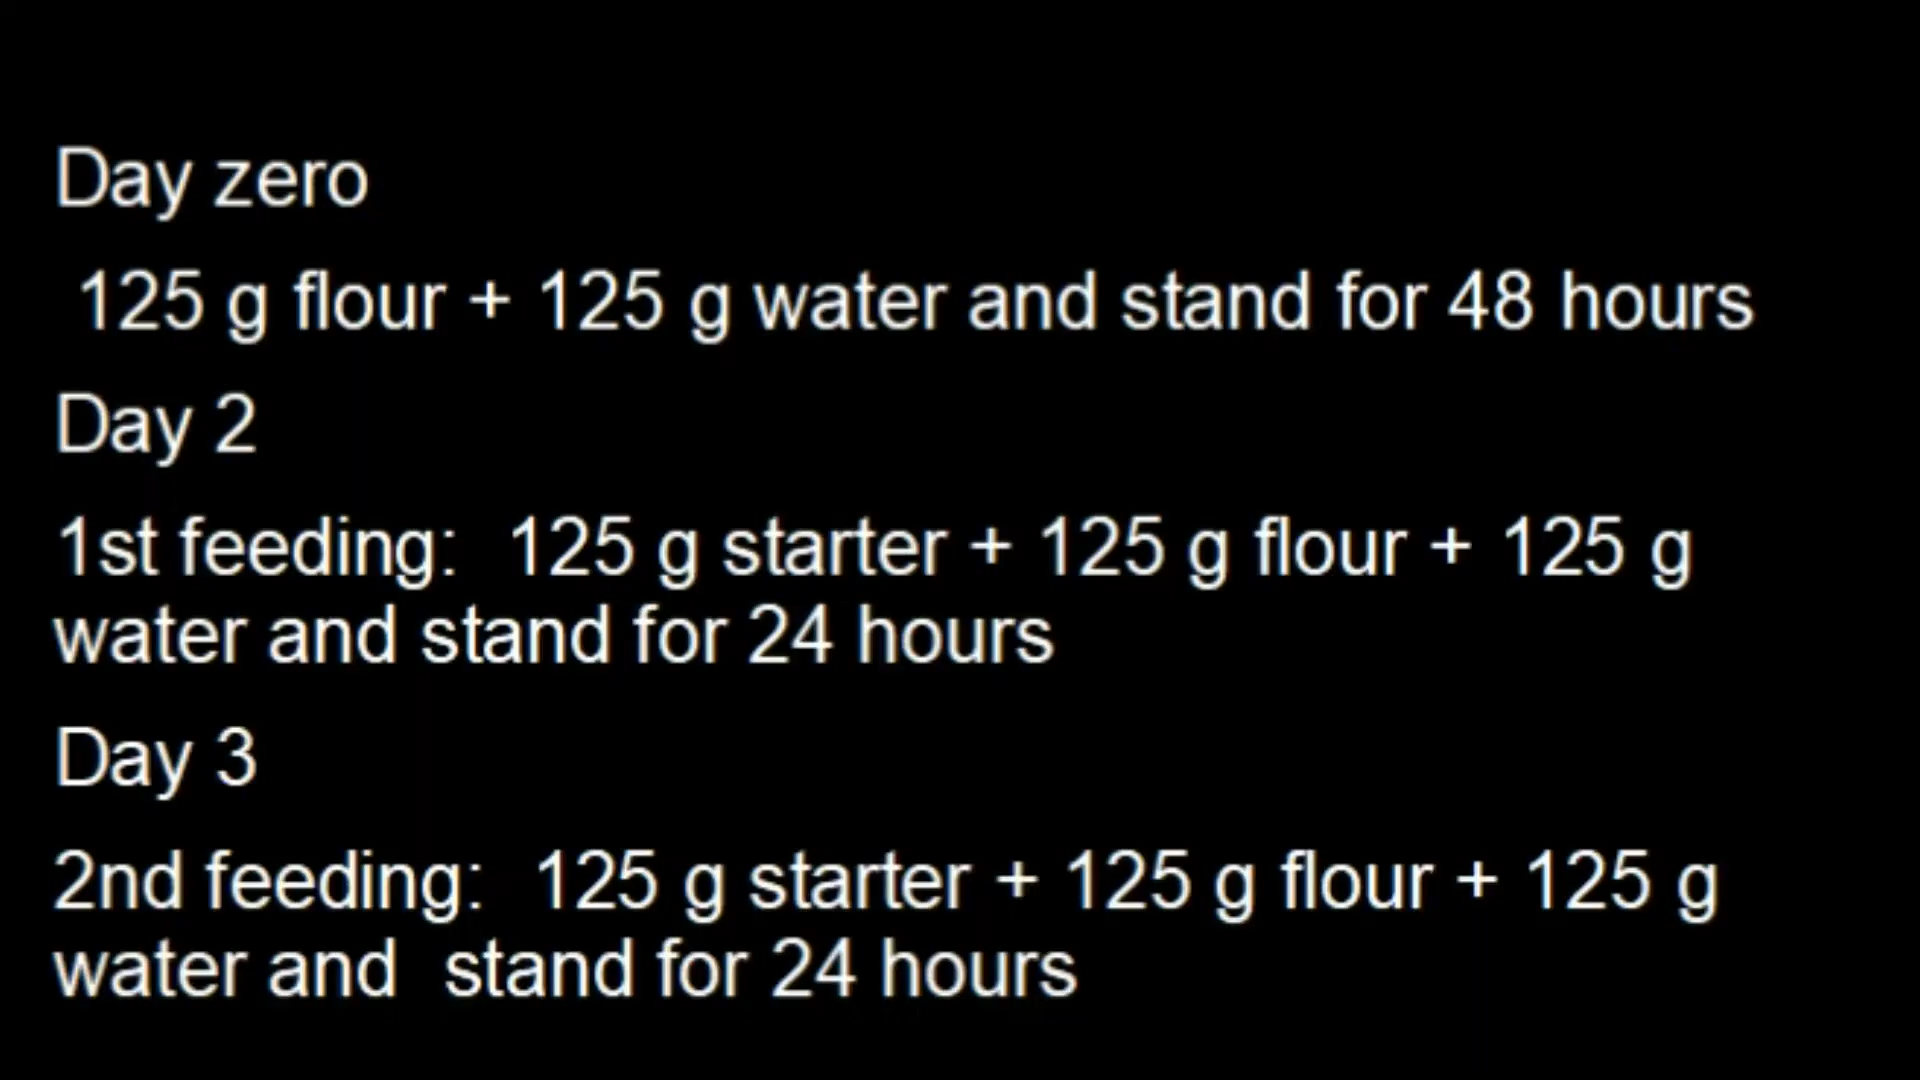 Day zero
125 g flour + 125 g water and stand for 48 hours
Day 2
1st feeding: 125 g starter + 125 g flour + 125 g
water and stand for 24 hours
Day 3
2nd feeding: 125 g starter + 125 g flour + 125 g
water and stand for 24 hours